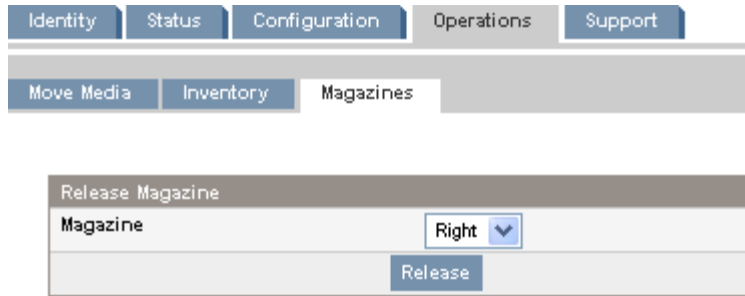 Identity Status Configuration Operations Support
Move Media Inventory Magazines
Release Magazine
Magazine Right
Release